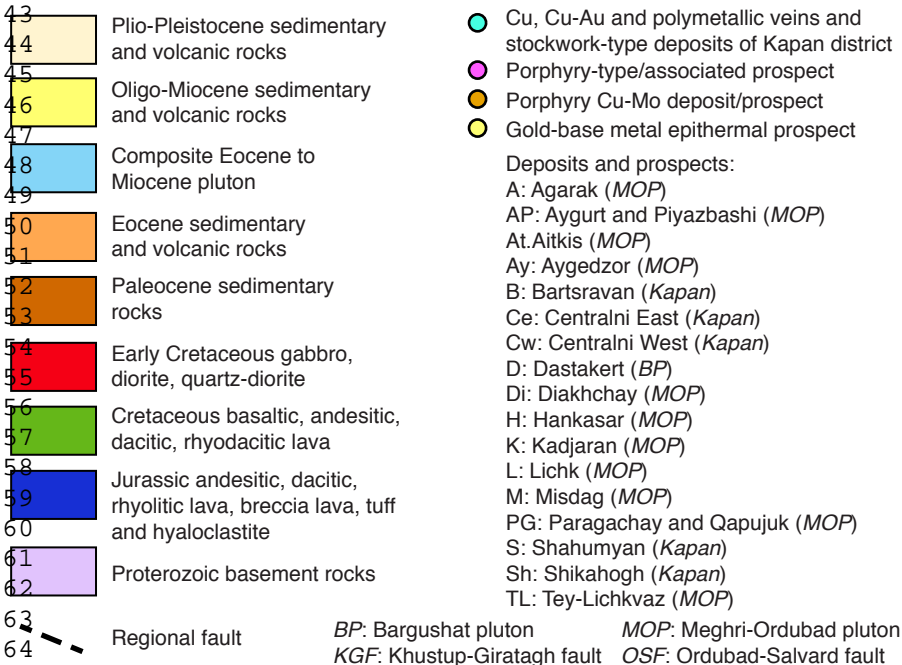 43
44
45
46
47
48
49
50
51
52
53
54
55
56
57
58
59
60
61
62
63
64
Plio-Pleistocene sedimentary
and volcanic rocks
Oligo-Miocene sedimentary
and volcanic rocks
Composite Eocene to
Miocene pluton
Eocene sedimentary
and volcanic rocks
Paleocene sedimentary
rocks
Early Cretaceous gabbro,
diorite, quartz-diorite
Cretaceous basaltic, andesitic,
dacitic, rhyodacitic lava
Jurassic andesitic, dacitic,
rhyolitic lava, breccia lava, tuff
and hyaloclastite
Proterozoic basement rocks
Regional fault
Cu, Cu-Au and polymetallic veins and
stockwork-type deposits of Kapan district
Porphyry-type/associated prospect
Porphyry Cu-Mo deposit/prospect
Gold-base metal epithermal prospect
Deposits and prospects:
A: Agarak (MOP)
AP: Aygurt and Piyazbashi (MOP)
At.Aitkis (MOP)
Ay: Aygedzor (MOP)
B: Bartsravan (Kapan)
Ce: Centralni East (Kapan)
Cw: Centralni West (Kapan)
D: Dastakert (BP)
Di: Diakhchay (MOP)
H: Hankasar (MOP)
K: Kadjaran (MOP)
L: Lichk (MOP)
M: Misdag (MOP)
PG: Paragachay and Qapujuk (MOP)
S: Shahumyan (Kapan)
Sh: Shikahogh (Kapan)
TL: Tey-Lichkvaz (MOP)
BP: Bargushat pluton MOP: Meghri-Ordubad pluton
KGF: Khustup-Giratagh fault OSF: Ordubad-Salvard fault